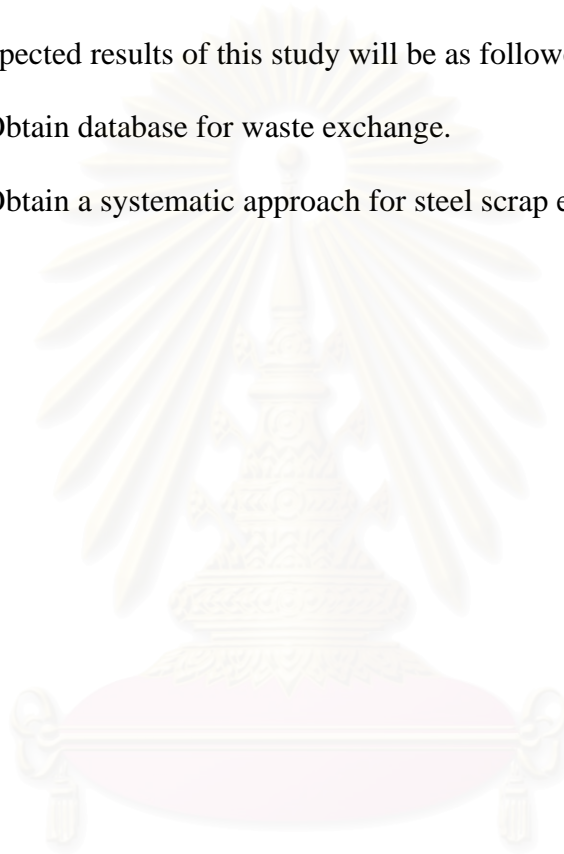 pected results of this study will be as followe
Obtain database for waste exchange.
Obtain a systematic approach for steel scrap e